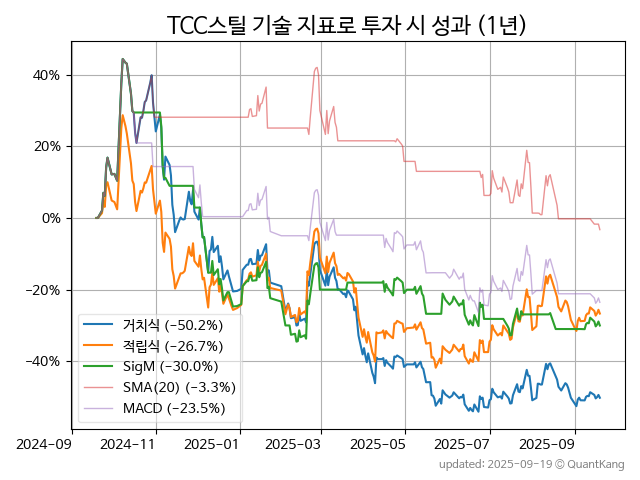 TCC스틸 기술 지표로 투자 시 성과 (1년)
40%
20%
0%
−20%
−40%
거치식 (−50.2%)
적립식 (−26.7%)
SigM (−30.0%)
SMA(20) (−3.3%)
MACD (−23.5%)
2024−09 2024−11 2025−01 2025−03 2025−05 2025−07 2025−09
updated: 2025−09−19 © QuantKang